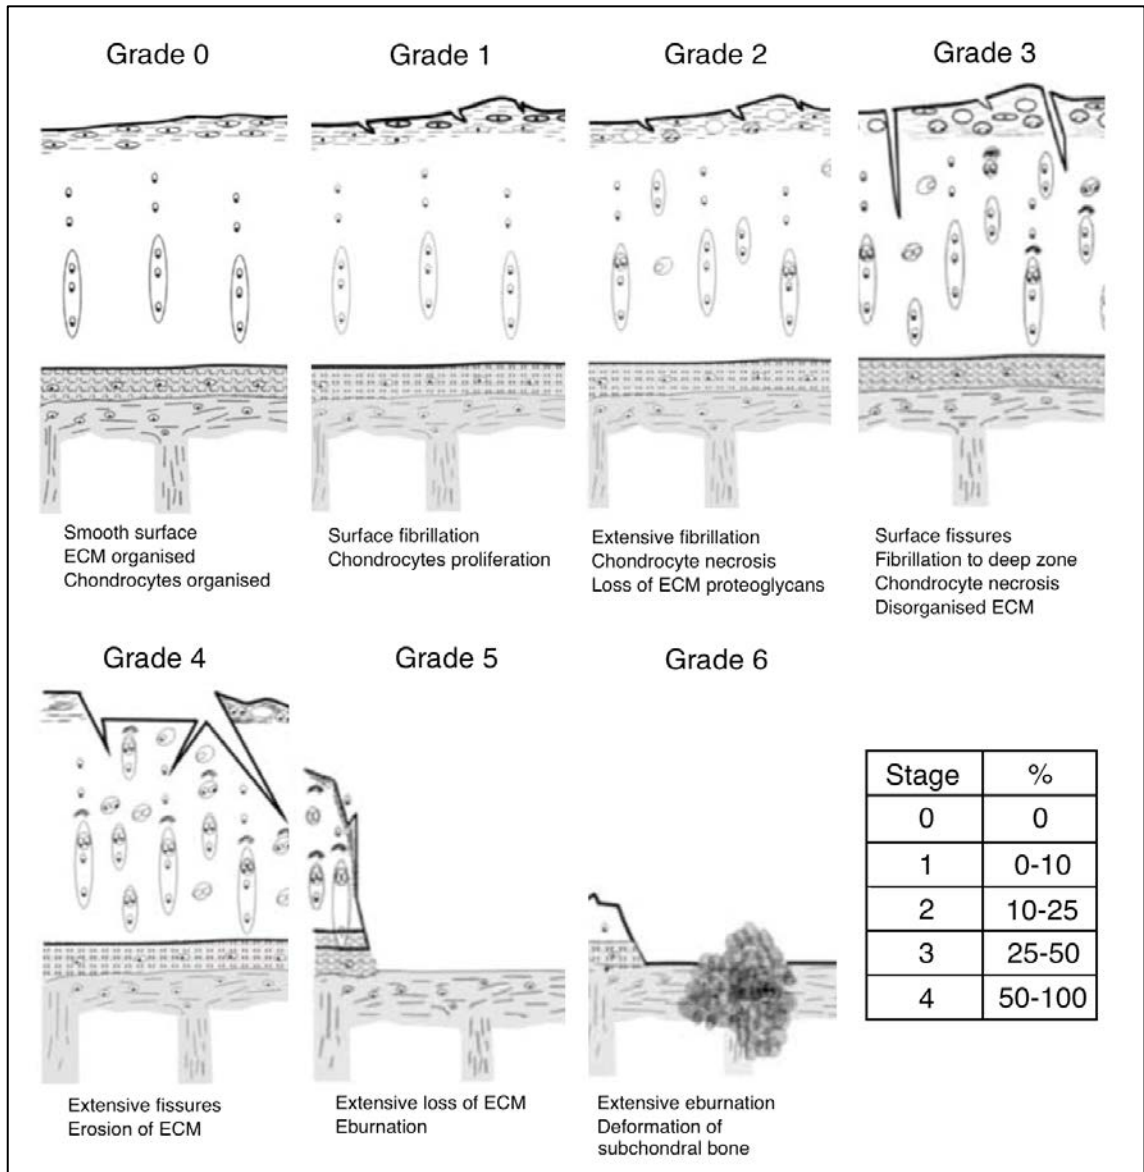 Grade 0
Smooth surface
ECM organised
Chondrocytes organised
Grade 1
Surface fibrillation
Chondrocytes proliferation
Grade 2
Extensive fibrillation
Chondrocyte necrosis
Loss of ECM proteoglycans
Grade 3
Surface fissures
Fibrillation to deep zone
Chondrocyte necrosis
Disorganised ECM
Grade 4
Extensive fissures
Erosion of ECM
Grade 5
Extensive loss of ECM
Eburnation
Grade 6
Extensive eburnation
Deformation of
subchondral bone
Stage %
0 0
1 0-10
2 10-25
3 25-50
4 50-100